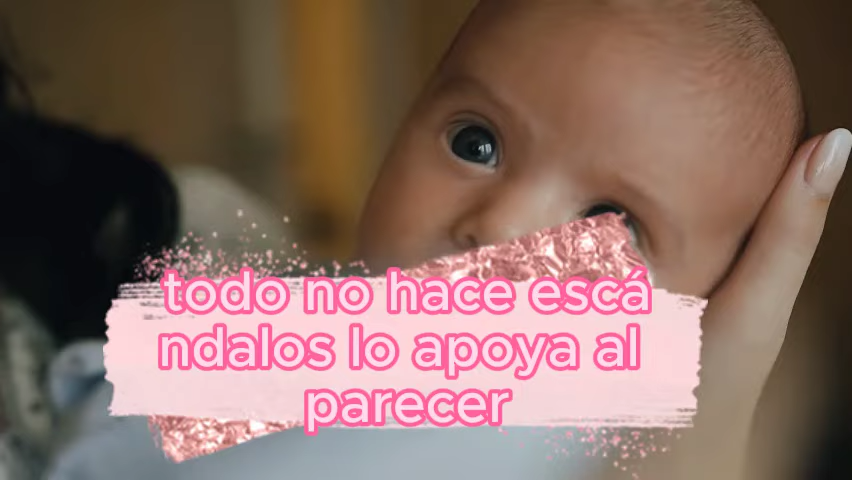 todo no hace escá
ndalos lo apoya al
parecer